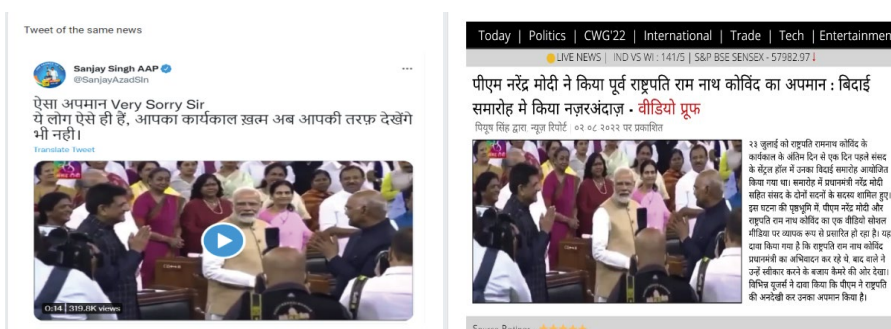 Tweet of the same news
Sanjay Singh AAP
@SanjayAzadSln
ऐसा अपमान Very Sorry Sir
ये लोग ऐसे ही हैं, आपका कार्यकाल ख़त्म अब आपकी तरफ़ देखेंगे
भी नही।
Translate Tweet
0:14 319.8K views
Today | Politics | CWG'22 | International | Trade | Tech | Entertainmen
LIVE NEWS | IND VS WI : 141/5 | S&P BSE SENSEX - 57982.97
पीएम नरेंद्र मोदी ने किया पूर्व राष्ट्रपति राम नाथ कोविंद का अपमान : बिदाई
समारोह मे किया नज़रअंदाज़ - वीडियो प्रूफ
पियूष सिंह द्वारा, न्यूज़ रिपोर्ट | ०२ ०८ २०२२ पर प्रकाशित
२३ जुलाई को राष्ट्रपति रामनाथ कोविंद के
कार्यकाल के अंतिम दिन से एक दिन पहले संसद
के सेंट्रल हॉल में उनका विदाई समारोह आयोजित
किया गया था। समारोह में प्रधानमंत्री नरेंद्र मोदी
सहित संसद के दोनों सदनों के सदस्य शामिल हुए।
इस घटना की पृष्ठभूमि में, पीएम नरेंद्र मोदी और
राष्ट्रपति राम नाथ कोविंद का एक वीडियो सोशल
मीडिया पर व्यापक रूप से प्रसारित हो रहा है। यह
दावा किया गया है कि राष्ट्रपति राम नाथ कोविंद
प्रधानमंत्री का अभिवादन कर रहे थे, बाद वाले ने
उन्हें स्वीकार करने के बजाय कैमरे की ओर देखा।
विभिन्न यूजर्स ने दावा किया कि पीएम ने राष्ट्रपति
की अनदेखी कर उनका अपमान किया है।